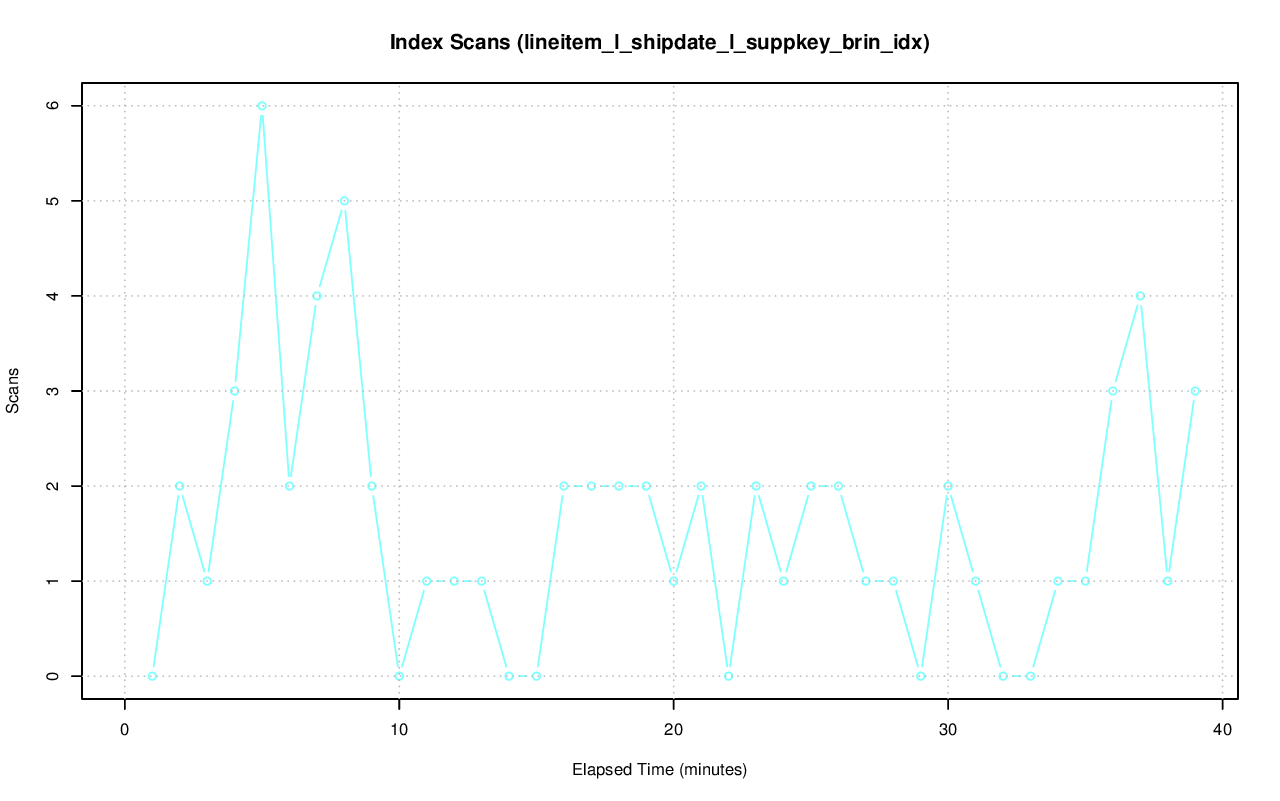 Index Scans (lineitem_l_shipdate_l_suppkey_brin_idx)
Scans
6
5
4
3
2
1
0
0 10 20 30 40
Elapsed Time (minutes)